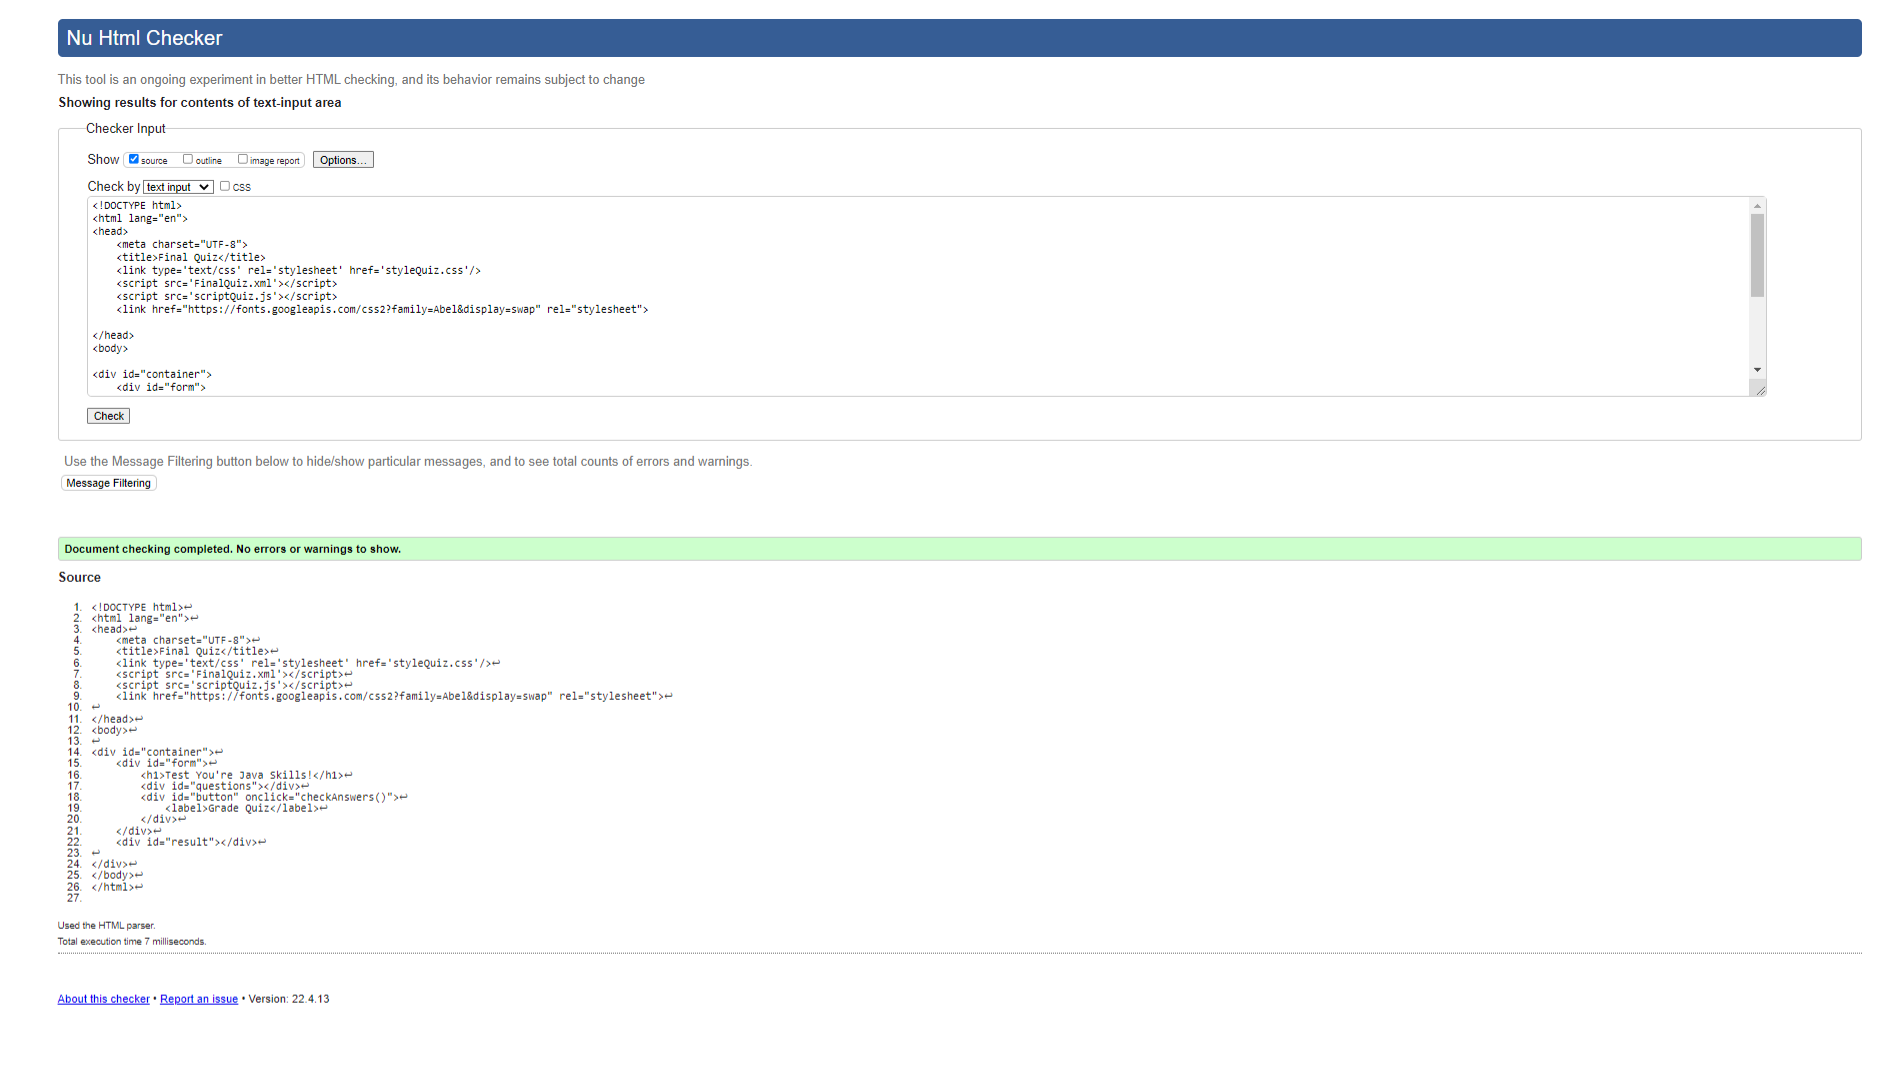 Nu Html Checker
This tool is an ongoing experiment in better HTML checking, and its behavior remains subject to change
Showing results for contents of text-input area
Checker Input
Show source outline image report Options...
Check by text input css
<!DOCTYPE html>
<html lang="en">
<head>
    <meta charset="UTF-8">
    <title>Final Quiz</title>
    <link type='text/css' rel='stylesheet' href='styleQuiz.css'/>
    <script src='FinalQuiz.xml'></script>
    <script src='scriptQuiz.js'></script>
    <link href="https://fonts.googleapis.com/css2?family=Abel&display=swap" rel="stylesheet">
</head>
<body>
<div id="container">
    <div id="form">
Check
Use the Message Filtering button below to hide/show particular messages, and to see total counts of errors and warnings.
Message Filtering
Document checking completed. No errors or warnings to show.
Source
1. <!DOCTYPE html>↩
2. <html lang="en">↩
3. <head>↩
4.     <meta charset="UTF-8">↩
5.     <title>Final Quiz</title>↩
6.     <link type='text/css' rel='stylesheet' href='styleQuiz.css'/>↩
7.     <script src='FinalQuiz.xml'></script>↩
8.     <script src='scriptQuiz.js'></script>↩
9.     <link href="https://fonts.googleapis.com/css2?family=Abel&display=swap" rel="stylesheet">↩
10. ↩
11. </head>↩
12. <body>↩
13. ↩
14. <div id="container">↩
15.     <div id="form">↩
16.         <h1>Test You're Java Skills!</h1>↩
17.         <div id="questions"></div>↩
18.         <div id="button" onclick="checkAnswers()">↩
19.             <label>Grade Quiz</label>↩
20.         </div>↩
21.     </div>↩
22.     <div id="result"></div>↩
23. ↩
24. </div>↩
25. </body>↩
26. </html>↩
27.
Used the HTML parser.
Total execution time 7 milliseconds.
About this checker • Report an issue • Version: 22.4.13